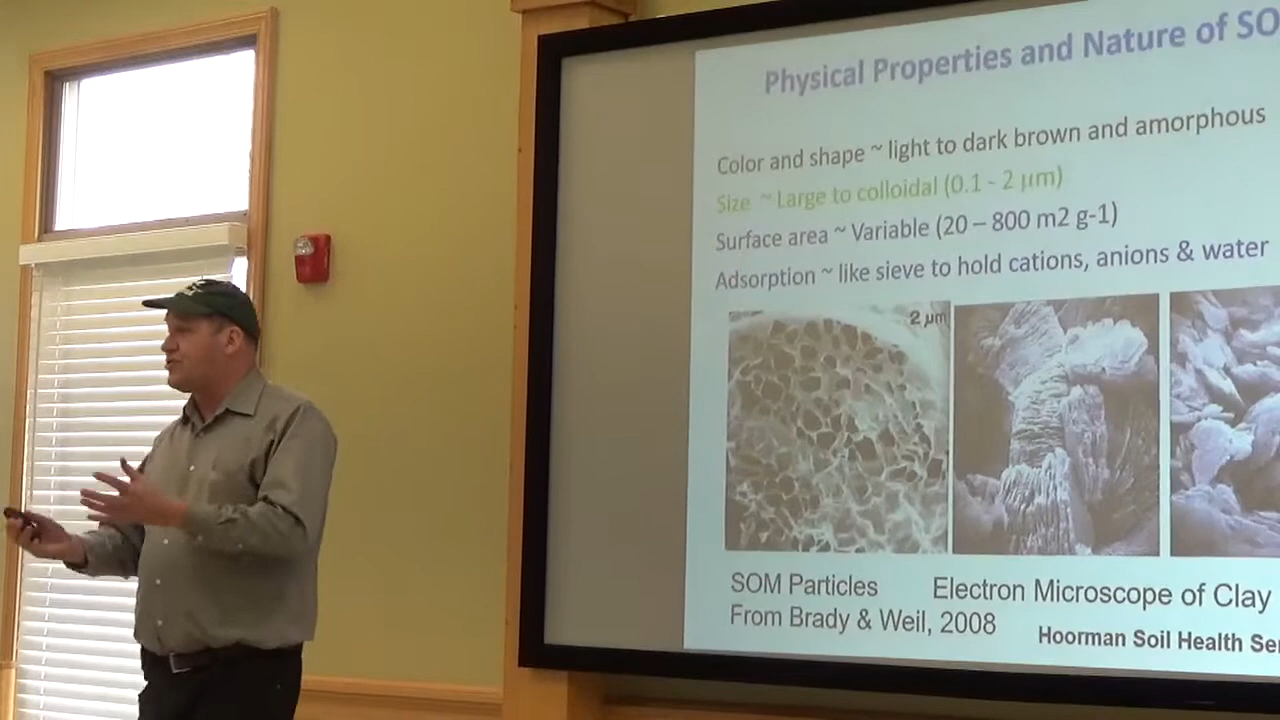 Physical Properties and Nature of SO
Color and shape ~ light to dark brown and amorphous
Size ~ Large to colloidal (0.1 - 2 µm)
Surface area ~ Variable (20 – 800 m2 g-1)
Adsorption ~ like sieve to hold cations, anions & water
2 µm
SOM Particles
Electron Microscope of Clay
From Brady & Weil, 2008
Hoorman Soil Health Ser